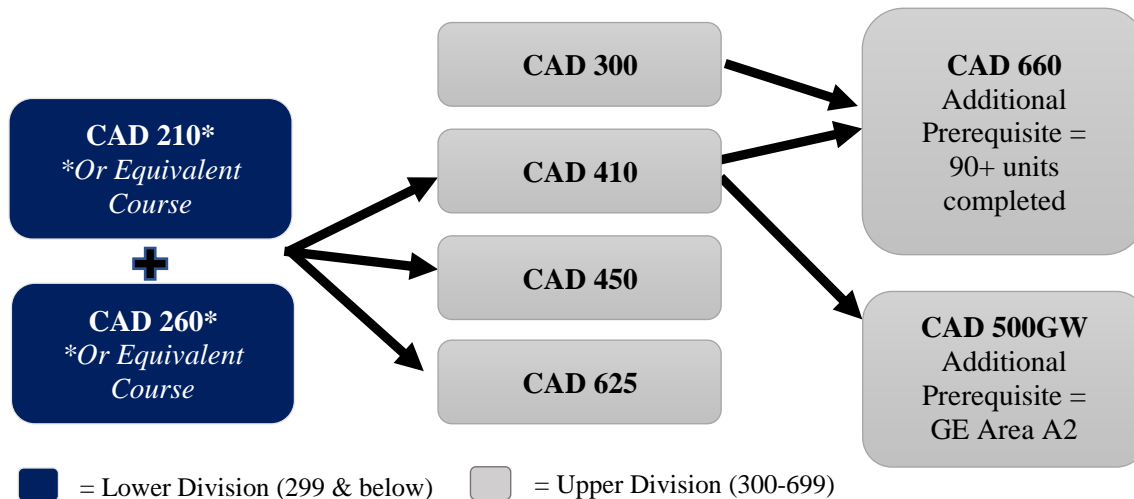 CAD 210*
*Or Equivalent
Course
CAD 260*
*Or Equivalent
Course
CAD 300
CAD 410
CAD 450
CAD 625
CAD 660
Additional
Prerequisite =
90+ units
completed
CAD 500GW
Additional
Prerequisite =
GE Area A2
= Lower Division (299 & below)
= Upper Division (300-699)